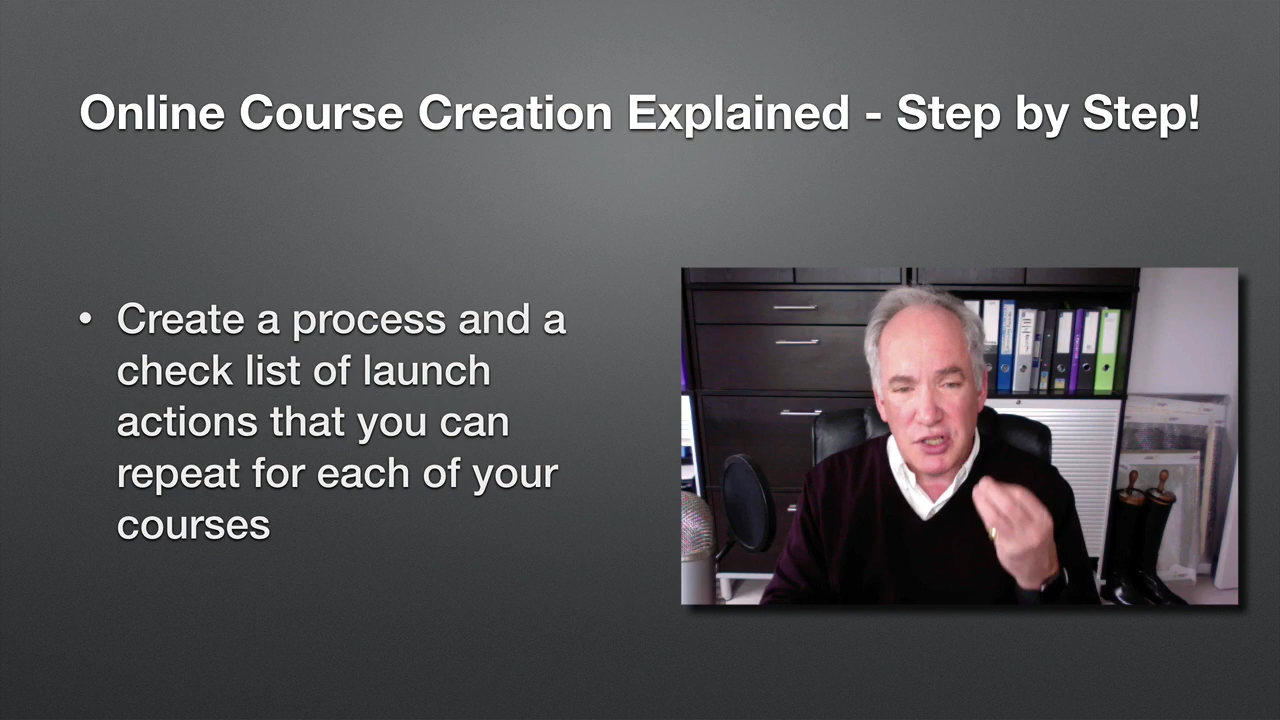 Online Course Creation Explained - Step by Step!
• Create a process and a
check list of launch
actions that you can
repeat for each of your
courses